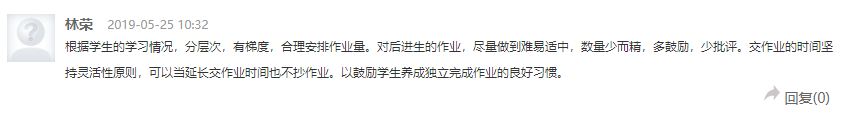 林荣 2019-05-25 10:32
根据学生的学习情况，分层次，有梯度，合理安排作业量。对后进生的作业，尽量做到难易适中，数量少而精，多鼓励，少批评。交作业的时间坚
持灵活性原则，可以当延长交作业时间也不抄作业。以鼓励学生养成独立完成作业的良好习惯。
回复(0)